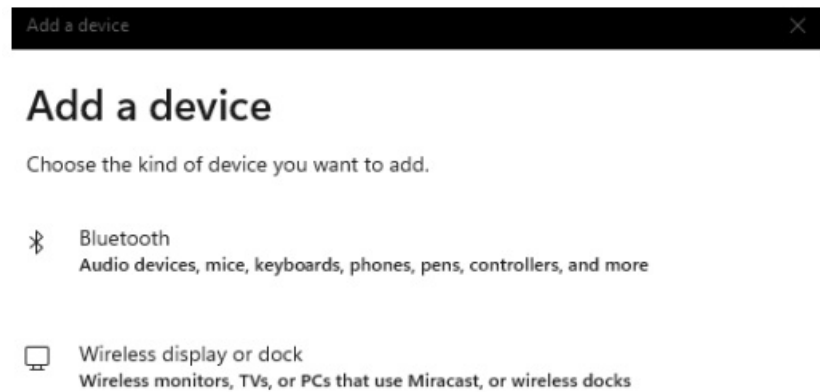 Add a device
Add a device
Choose the kind of device you want to add.
Bluetooth
Audio devices, mice, keyboards, phones, pens, controllers, and more
Wireless display or dock
Wireless monitors, TVs, or PCs that use Miracast, or wireless docks